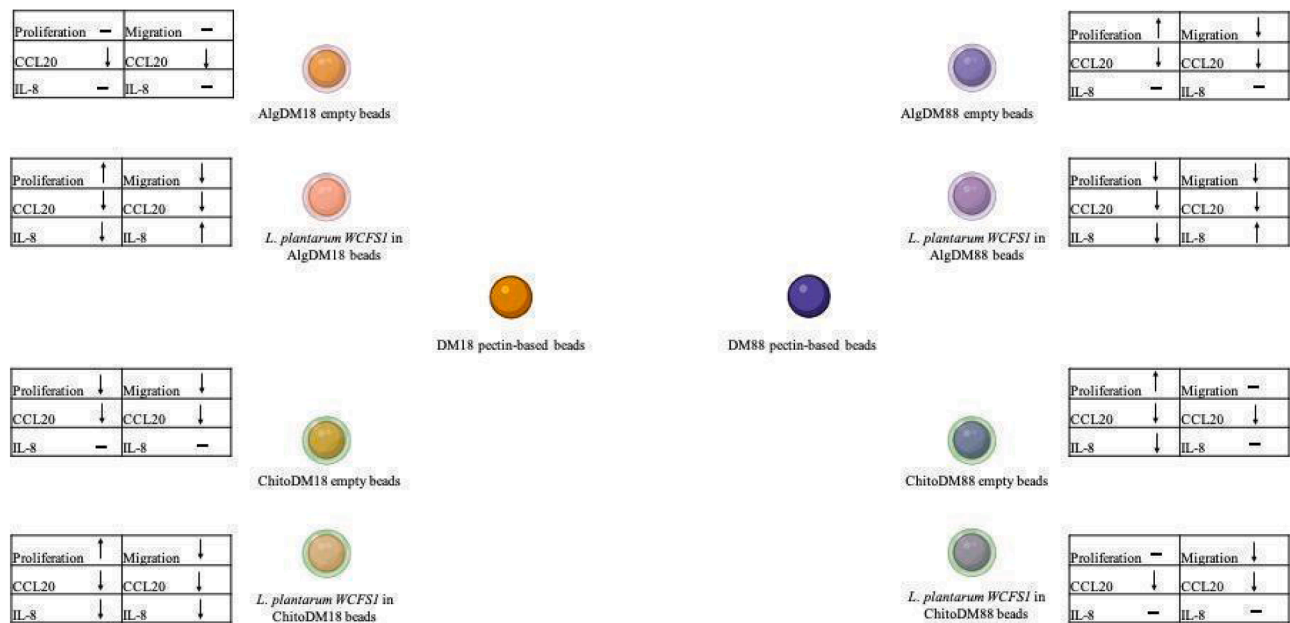 Proliferation – Migration –
CCL20 ↓ CCL20 ↓
IL-8 – IL-8 –
AlgDM18 empty beads
Proliferation ↑ Migration ↓
CCL20 ↓ CCL20 ↓
IL-8 ↓ IL-8 ↑
L. plantarum WCFS1 in
AlgDM18 beads
DM18 pectin-based beads
Proliferation ↓ Migration ↓
CCL20 ↓ CCL20 ↓
IL-8 – IL-8 –
ChitoDM18 empty beads
Proliferation ↑ Migration ↓
CCL20 ↓ CCL20 ↓
IL-8 ↓ IL-8 ↓
L. plantarum WCFS1 in
ChitoDM18 beads
Proliferation ↑ Migration ↓
CCL20 ↓ CCL20 ↓
IL-8 – IL-8 –
AlgDM88 empty beads
Proliferation ↓ Migration ↓
CCL20 ↓ CCL20 ↓
IL-8 ↓ IL-8 ↑
L. plantarum WCFS1 in
AlgDM88 beads
DM88 pectin-based beads
Proliferation ↑ Migration –
CCL20 ↓ CCL20 ↓
IL-8 ↓ IL-8 –
ChitoDM88 empty beads
Proliferation – Migration ↓
CCL20 ↓ CCL20 ↓
IL-8 – IL-8 –
L. plantarum WCFS1 in
ChitoDM88 beads